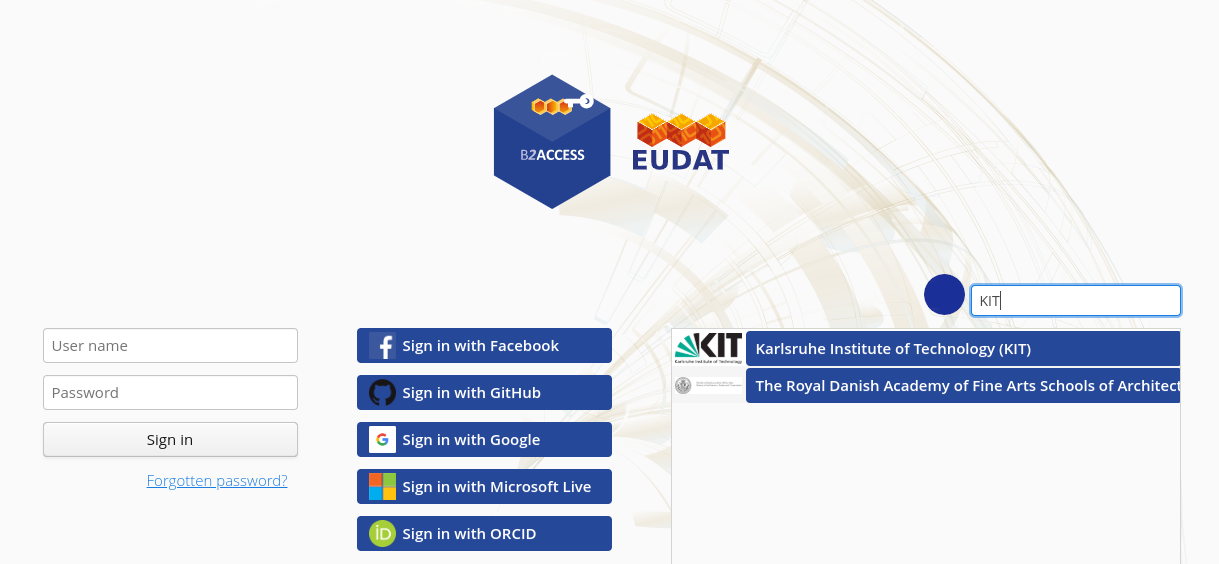 B2ACCESS
EUDAT
KIT
User name
Password
Sign in
Forgotten password?
Sign in with Facebook
Sign in with GitHub
Sign in with Google
Sign in with Microsoft Live
Sign in with ORCID
KIT
Karlsruhe Institute of Technology
Karlsruhe Institute of Technology (KIT)
The Royal Danish Academy of Fine Arts Schools of Architect